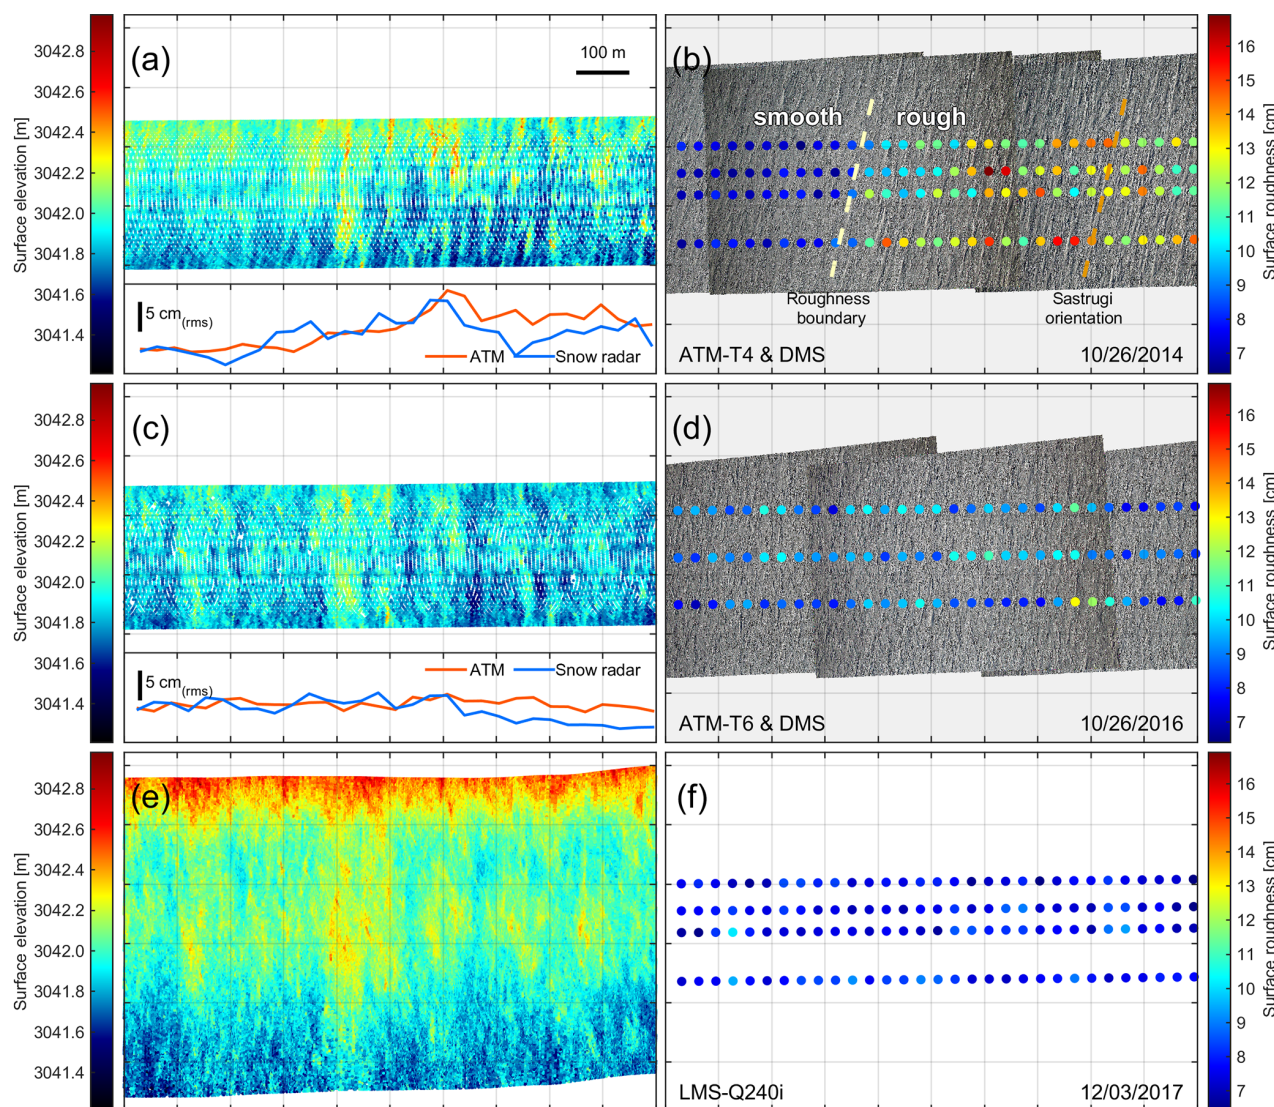 (a)
100 m
3042.8
3042.6
3042.4
3042.2
3042.0
3041.8
3041.6
3041.4
Surface elevation [m]
5 cm(rms)
ATM
Snow radar
(b)
smooth
rough
Roughness
boundary
Sastrugi
orientation
ATM-T4 & DMS
10/26/2014
16
15
14
13
12
11
10
9
8
7
Surface roughness [cm]
(c)
3042.8
3042.6
3042.4
3042.2
3042.0
3041.8
3041.6
3041.4
Surface elevation [m]
5 cm(rms)
ATM
Snow radar
(d)
ATM-T6 & DMS
10/26/2016
16
15
14
13
12
11
10
9
8
7
Surface roughness [cm]
(e)
3042.8
3042.6
3042.4
3042.2
3042.0
3041.8
3041.6
3041.4
Surface elevation [m]
(f)
LMS-Q240i
12/03/2017
16
15
14
13
12
11
10
9
8
7
Surface roughness [cm]